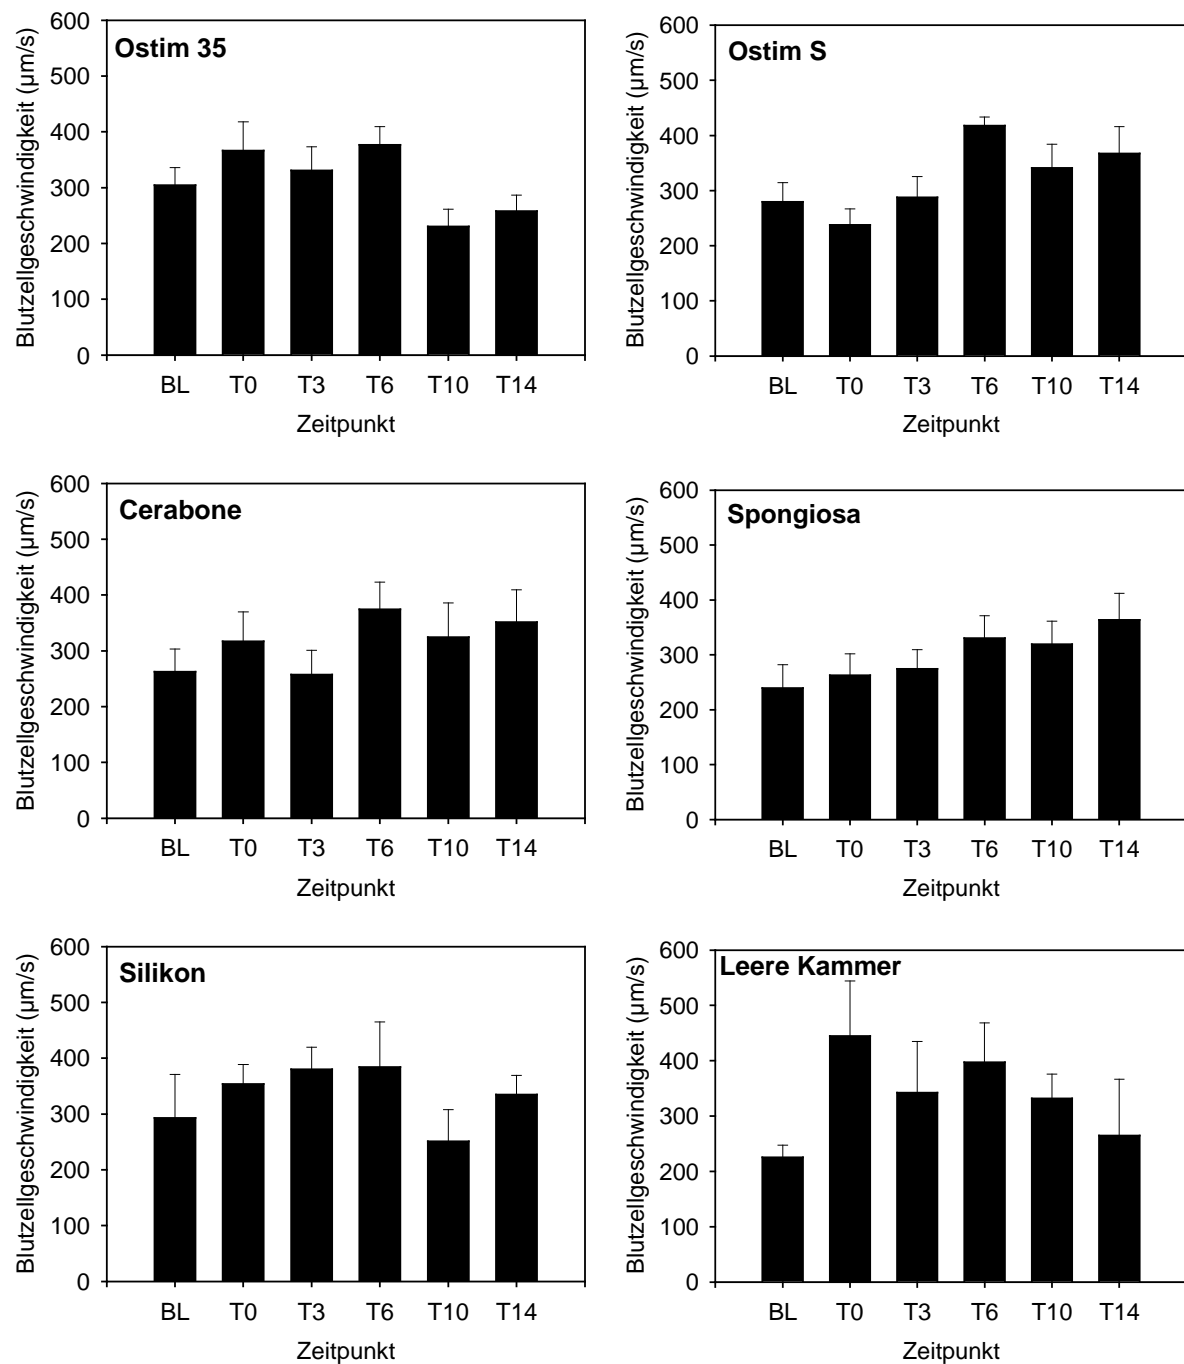 Ostim 35
Blutzellgeschwindigkeit (µm/s)
600
500
400
300
200
100
0
BL T0 T3 T6 T10 T14
Zeitpunkt
Ostim S
Blutzellgeschwindigkeit (µm/s)
600
500
400
300
200
100
0
BL T0 T3 T6 T10 T14
Zeitpunkt
Cerabone
Blutzellgeschwindigkeit (µm/s)
600
500
400
300
200
100
0
BL T0 T3 T6 T10 T14
Zeitpunkt
Spongiosa
Blutzellgeschwindigkeit (µm/s)
600
500
400
300
200
100
0
BL T0 T3 T6 T10 T14
Zeitpunkt
Silikon
Blutzellgeschwindigkeit (µm/s)
600
500
400
300
200
100
0
BL T0 T3 T6 T10 T14
Zeitpunkt
Leere Kammer
Blutzellgeschwindigkeit (µm/s)
600
500
400
300
200
100
0
BL T0 T3 T6 T10 T14
Zeitpunkt